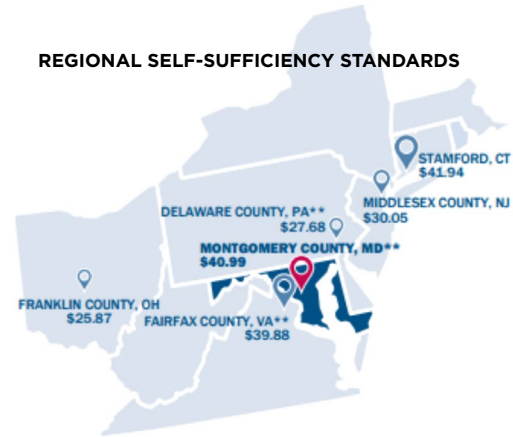 REGIONAL SELF-SUFFICIENCY STANDARDS
STAMFORD, CT
$41.94
MIDDLESEX COUNTY, NJ
$30.05
DELAWARE COUNTY, PA**
$27.68
MONTGOMERY COUNTY, MD**
$40.99
FRANKLIN COUNTY, OH
$25.87
FAIRFAX COUNTY, VA**
$39.88